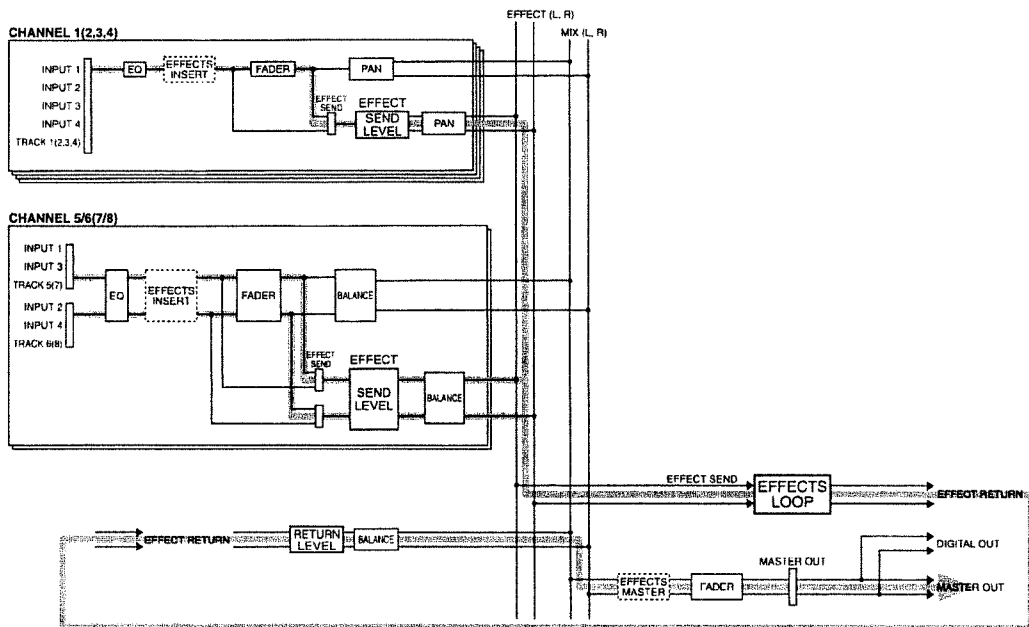 EFFECT (L, R)
MIX (L, R)
CHANNEL 1(2,3,4)
INPUT 1
INPUT 2
INPUT 3
INPUT 4
TRACK 1(2,3,4)
EQ
EFFECTS
INSERT
FADER
PAN
EFFECT
SEND
EFFECT
SEND
LEVEL
PAN
CHANNEL 5/6(7/8)
INPUT 1
INPUT 3
TRACK 5(7)
INPUT 2
INPUT 4
TRACK 6(8)
EQ
EFFECTS
INSERT
FADER
BALANCE
EFFECT
SEND
EFFECT
SEND
LEVEL
BALANCE
EFFECT SEND
EFFECTS
LOOP
EFFECT RETURN
EFFECT RETURN
RETURN
LEVEL
BALANCE
DIGITAL OUT
MASTER OUT
EFFECTS
MASTER
FADER
MASTER OUT